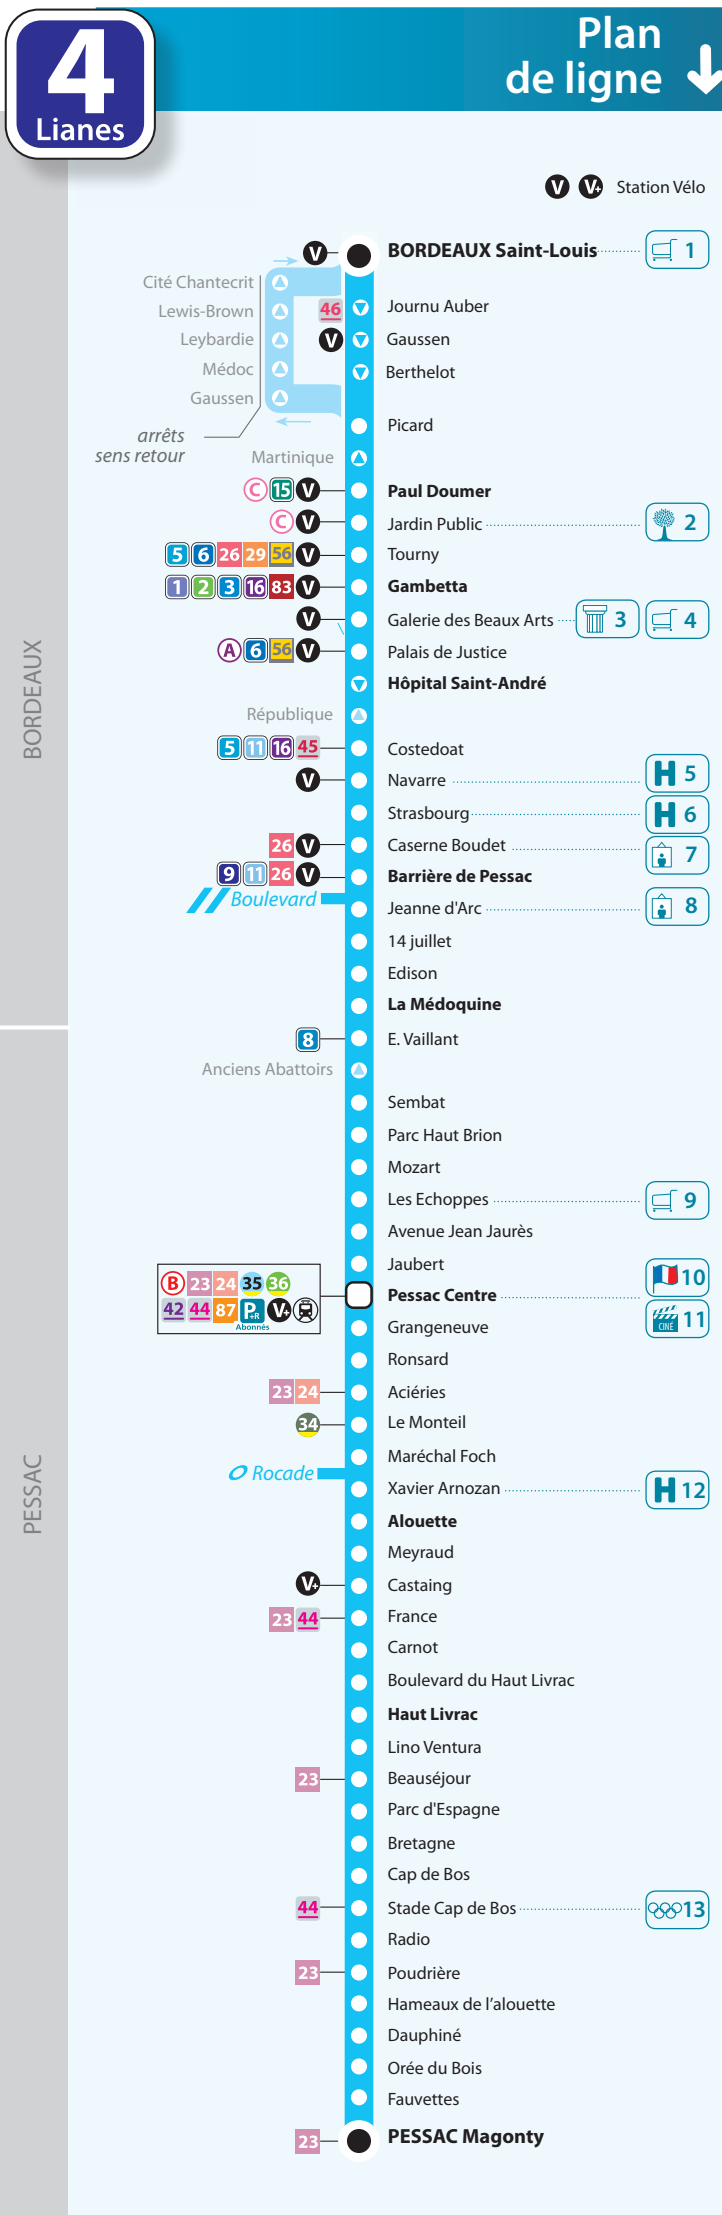 4
Lianes
Plan
de ligne
V V+ Station Vélo
V BORDEAUX Saint-Louis 1
Cité Chantecrit
Lewis-Brown
Leybardie
Médoc
Gaussen
arrêts
sens retour
46 Journu Auber
V Gaussen
Berthelot
Picard
Martinique
C 15 V Paul Doumer
C V Jardin Public 2
5 6 26 29 56 V Tourny
1 2 3 16 83 V Gambetta
V Galerie des Beaux Arts 3 4
A 6 56 V Palais de Justice
Hôpital Saint-André
République
5 11 16 45 Costedoat
V Navarre H 5
Strasbourg H 6
26 V Caserne Boudet 7
9 11 26 V Barrière de Pessac
Boulevard
Jeanne d'Arc 8
14 juillet
Edison
La Médoquine
8 E. Vaillant
Anciens Abattoirs
Sembat
Parc Haut Brion
Mozart
Les Echoppes 9
Avenue Jean Jaurès
Jaubert
B 23 24 35 36
42 44 87 P+R V+
Abonnés
Pessac Centre 10
CINÉ 11
Grangeneuve
Ronsard
23 24 Aciéries
34 Le Monteil
Maréchal Foch
Rocade
Xavier Arnozan H 12
Alouette
Meyraud
V+ Castaing
23 44 France
Carnot
Boulevard du Haut Livrac
Haut Livrac
Lino Ventura
23 Beauséjour
Parc d'Espagne
Bretagne
Cap de Bos
44 Stade Cap de Bos 13
Radio
23 Poudrière
Hameaux de l'alouette
Dauphiné
Orée du Bois
Fauvettes
23 PESSAC Magonty
BORDEAUX
PESSAC